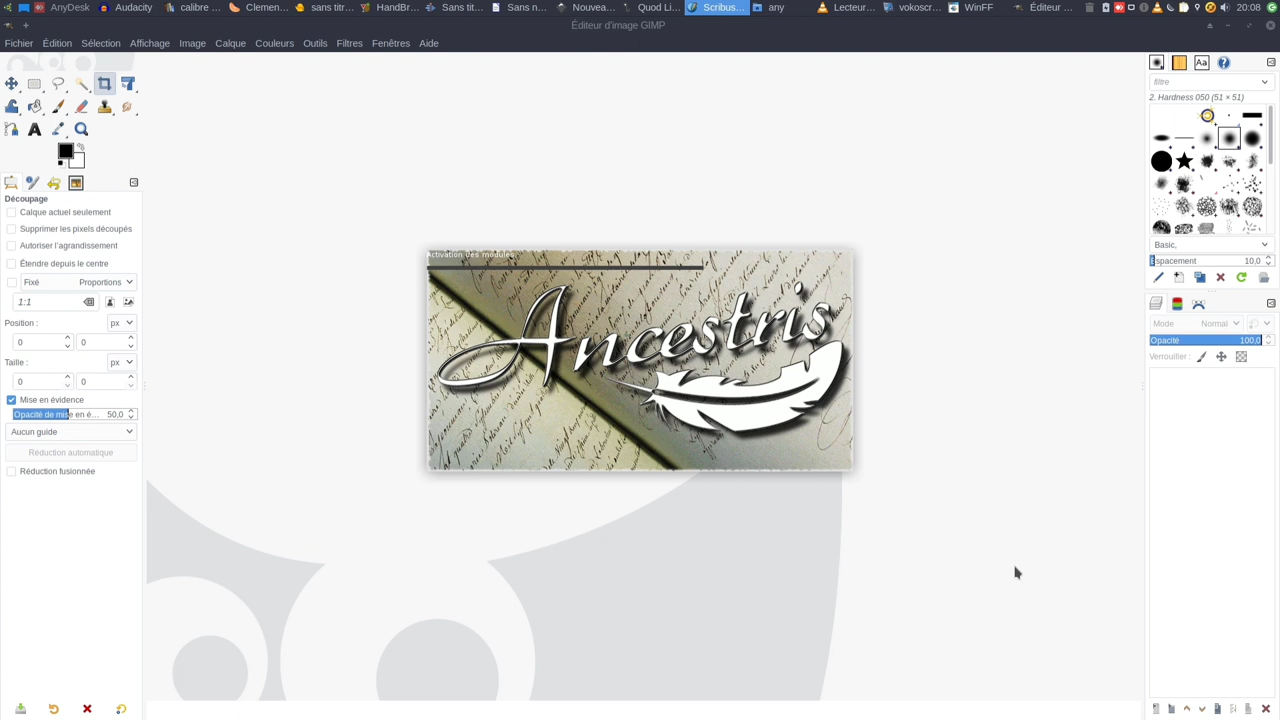 AnyDesk Audacity calibre ... Clemen... sans titr... HandBr... Sans tit... Sans n... Nouvea... Quod Li... Scribus... any Lecteur... vokoscr... WinFF Éditeur ... 20:08
Éditeur d'image GIMP
Fichier Édition Sélection Affichage Image Calque Couleurs Outils Filtres Fenêtres Aide
Découpage
Calque actuel seulement
Supprimer les pixels découpés
Autoriser l'agrandissement
Étendre depuis le centre
Fixé Proportions
1:1
Position : px
0 0
Taille : px
0 0
Mise en évidence
Opacité de mise en é... 50,0
Aucun guide
Réduction automatique
Réduction fusionnée
Activation des modules
Ancestris
Aa
filtre
2. Hardness 050 (51 × 51)
Basic,
Espacement 10,0
Mode Normal
Opacité 100,0
Verrouiller :